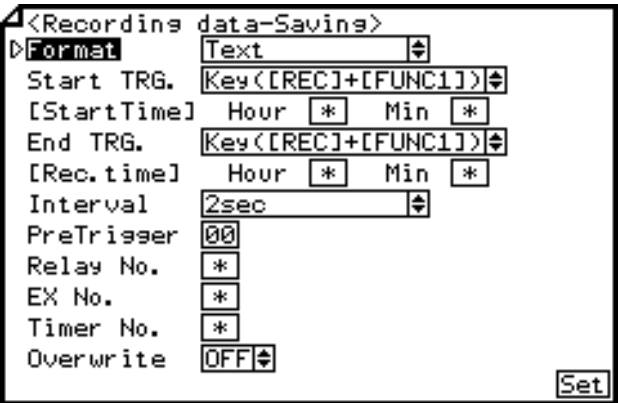 <Recording data-Saving>
Format Text
Start TRG. Key([REC]+[FUNC1])
[StartTime] Hour * Min *
End TRG. Key([REC]+[FUNC1])
[Rec.time] Hour * Min *
Interval 2sec
PreTrigger 00
Relay No. *
EX No. *
Timer No. *
Overwrite OFF
Set